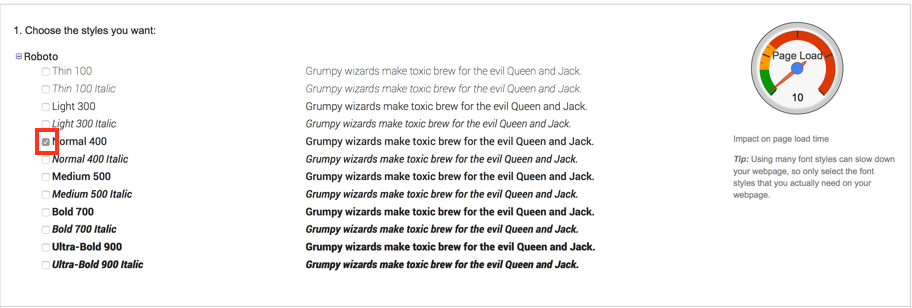 1. Choose the styles you want:
Roboto
Thin 100 Grumpy wizards make toxic brew for the evil Queen and Jack.
Thin 100 Italic Grumpy wizards make toxic brew for the evil Queen and Jack.
Light 300 Grumpy wizards make toxic brew for the evil Queen and Jack.
Light 300 Italic Grumpy wizards make toxic brew for the evil Queen and Jack.
Normal 400 Grumpy wizards make toxic brew for the evil Queen and Jack.
Normal 400 Italic Grumpy wizards make toxic brew for the evil Queen and Jack.
Medium 500 Grumpy wizards make toxic brew for the evil Queen and Jack.
Medium 500 Italic Grumpy wizards make toxic brew for the evil Queen and Jack.
Bold 700 Grumpy wizards make toxic brew for the evil Queen and Jack.
Bold 700 Italic Grumpy wizards make toxic brew for the evil Queen and Jack.
Ultra-Bold 900 Grumpy wizards make toxic brew for the evil Queen and Jack.
Ultra-Bold 900 Italic Grumpy wizards make toxic brew for the evil Queen and Jack.
Page Load
10
Impact on page load time
Tip: Using many font styles can slow down
your webpage, so only select the font
styles that you actually need on your
webpage.